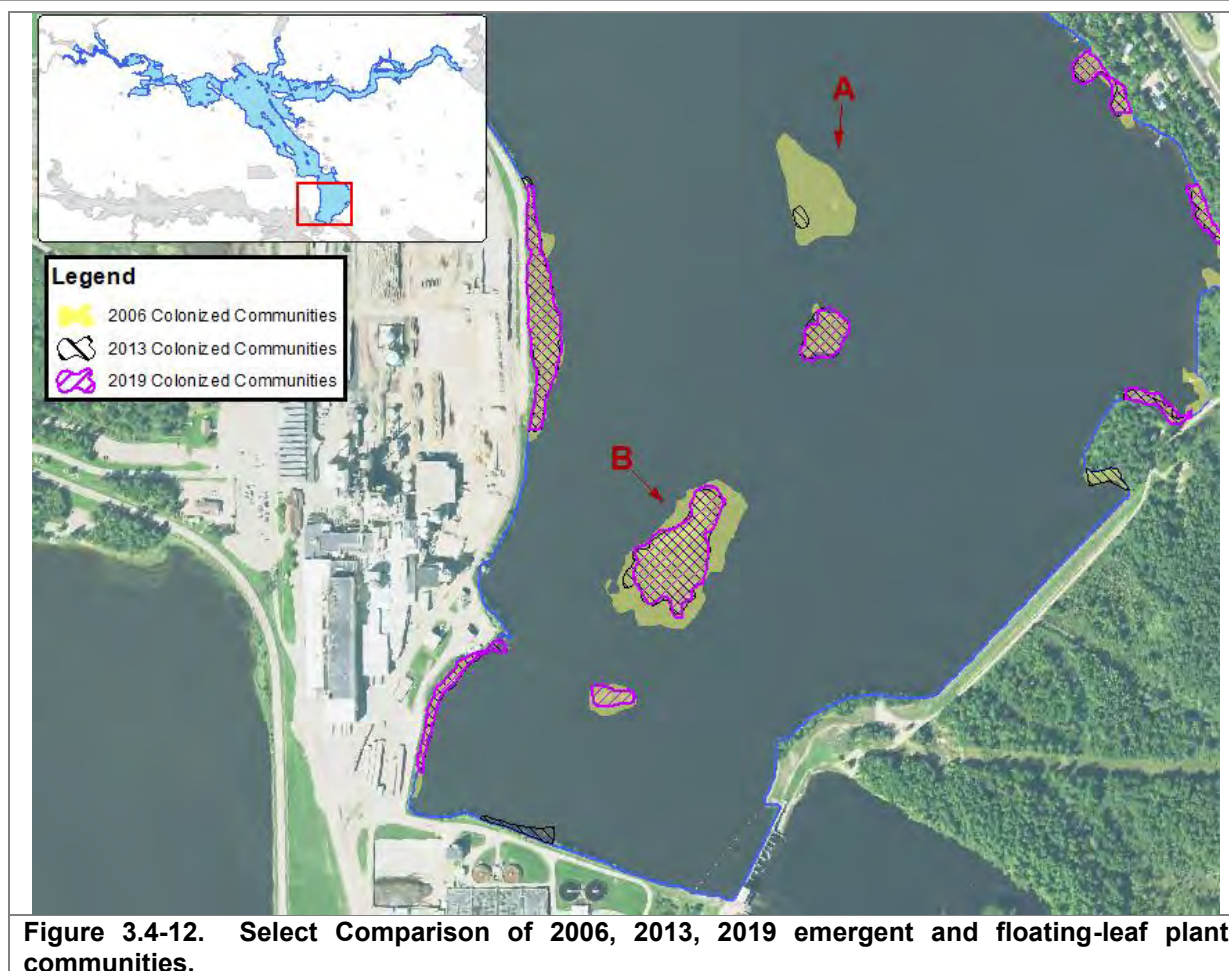 A
Legend
2006 Colonized Communities
2013 Colonized Communities
2019 Colonized Communities
B
Figure 3.4-12. Select Comparison of 2006, 2013, 2019 emergent and floating-leaf plant
communities.